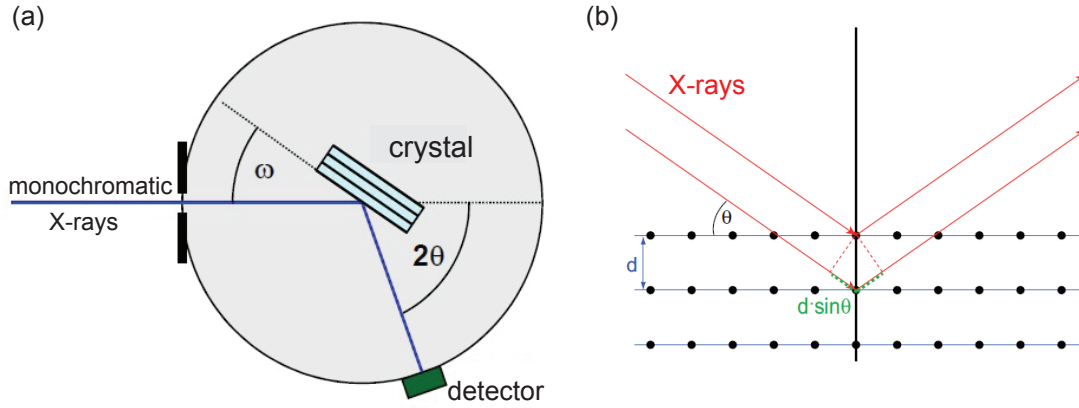 (a)
crystal
ω
monochromatic
X-rays
2θ
detector
(b)
X-rays
θ
d
d·sinθ